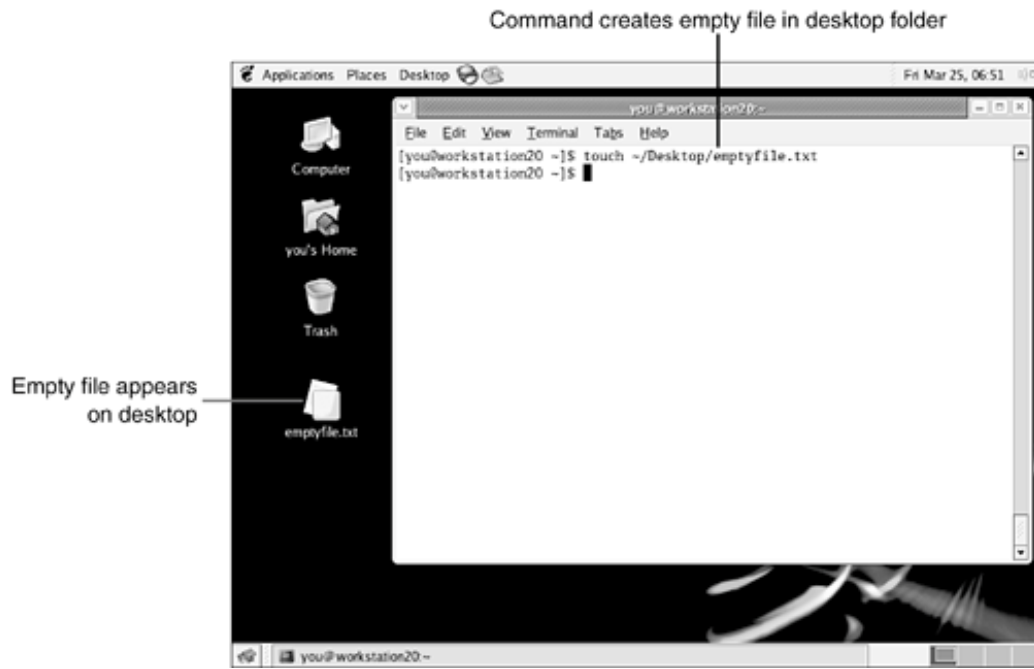 Command creates empty file in desktop folder
Applications Places Desktop Fri Mar 25, 06:51
you@workstation20:~
File Edit View Terminal Tabs Help
[you@workstation20 ~]$ touch ~/Desktop/emptyfile.txt
[you@workstation20 ~]$
Computer
you's Home
Trash
Empty file appears
on desktop
emptyfile.txt
you@workstation20:~